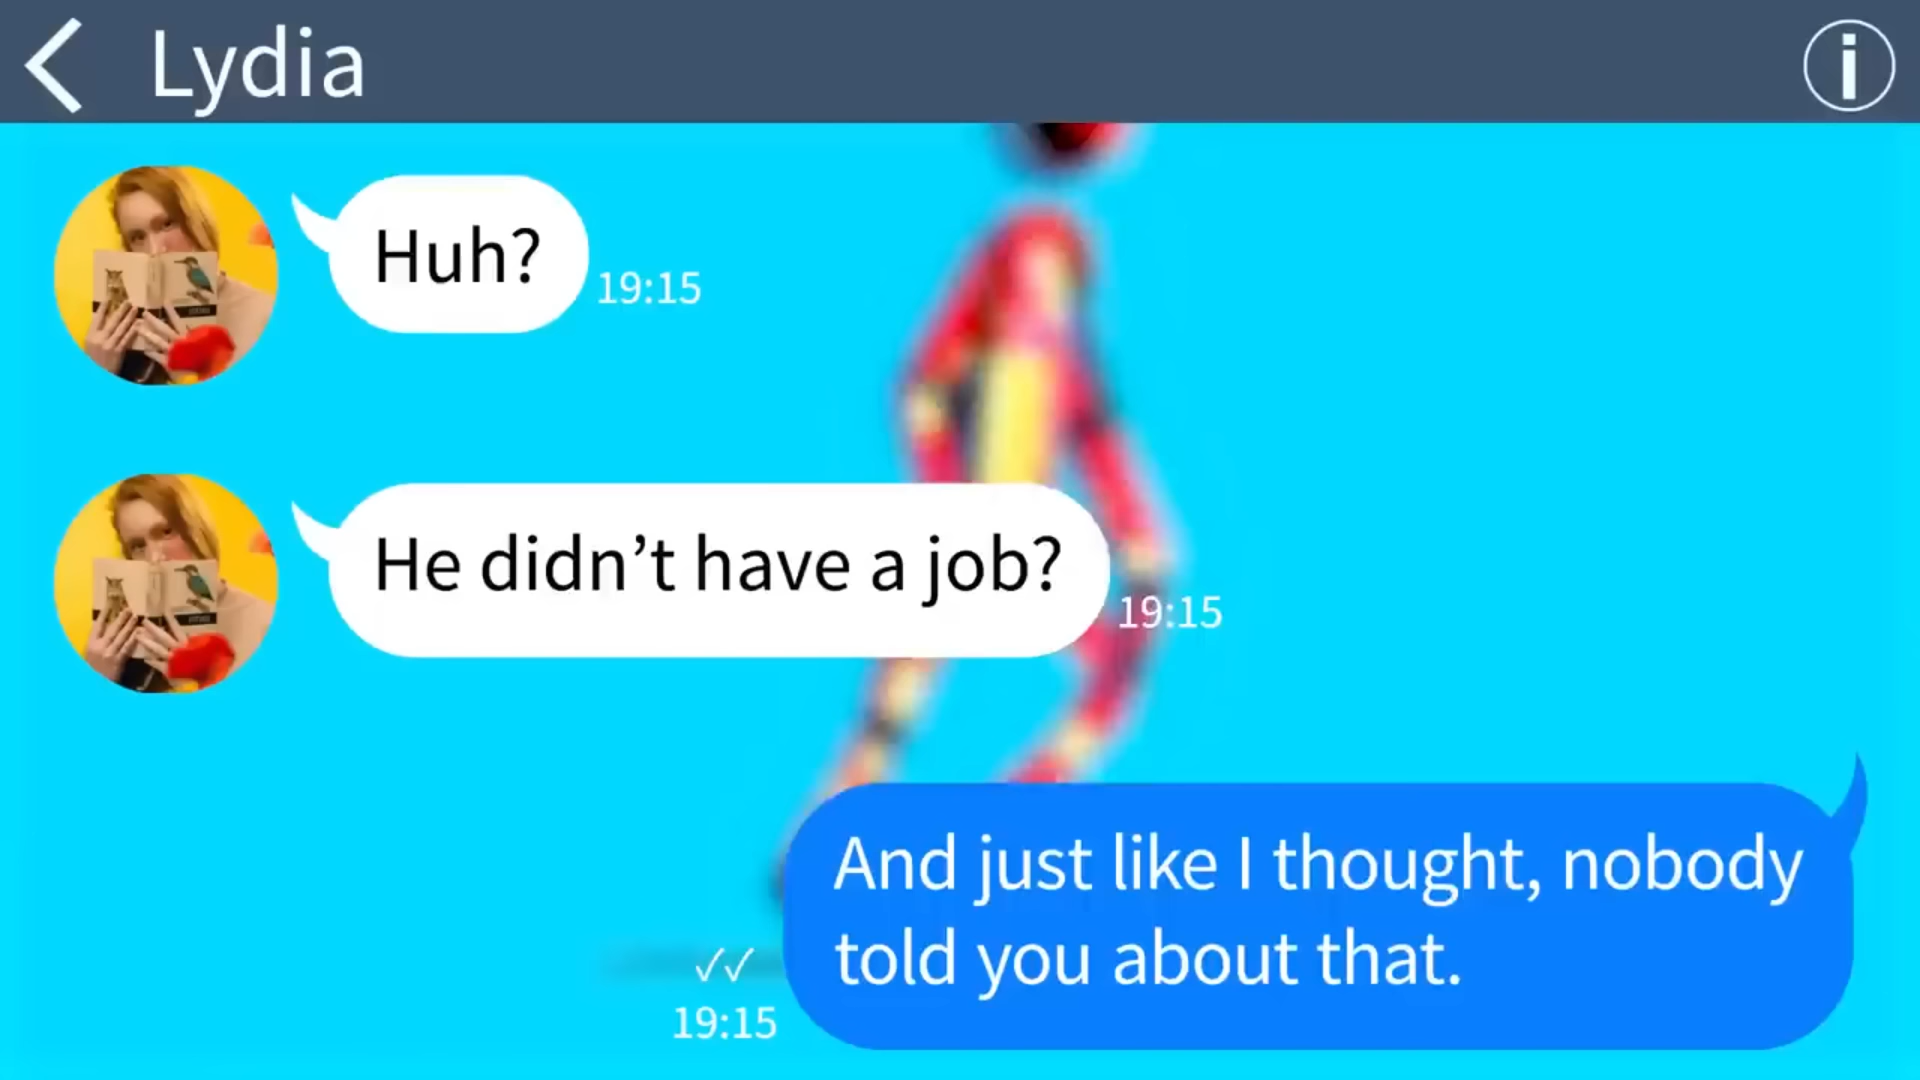 Lydia
Huh?
19:15
He didn’t have a job?
19:15
And just like I thought, nobody
told you about that.
19:15